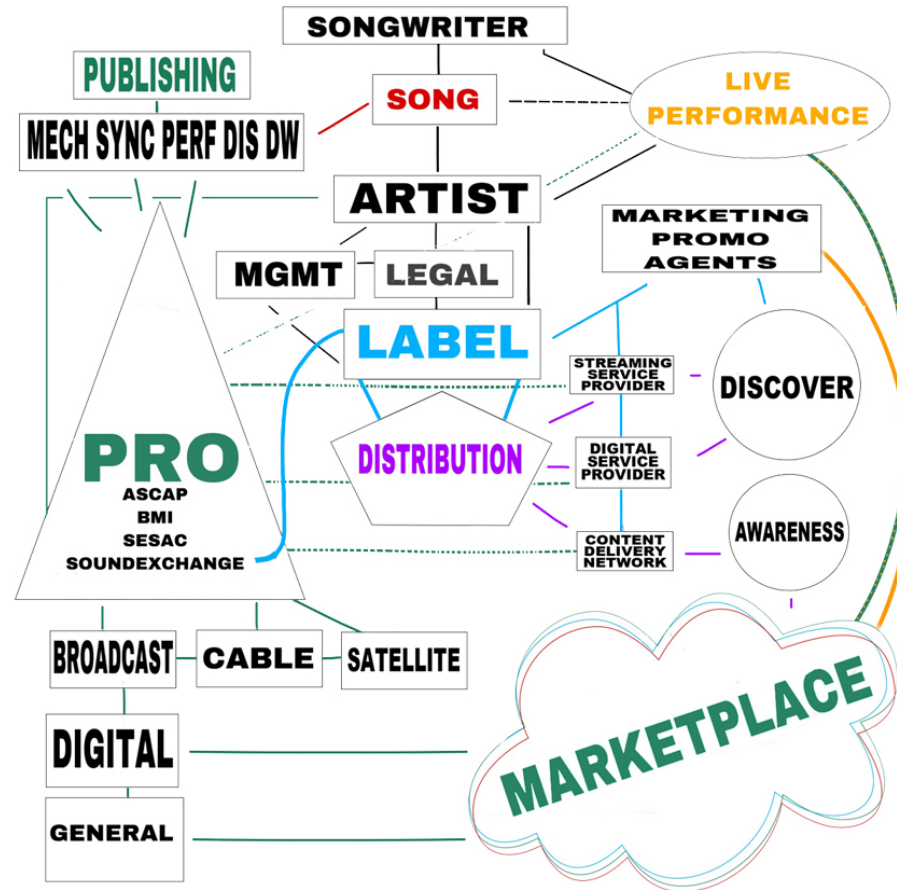 SONGWRITER
PUBLISHING
SONG
LIVE
PERFORMANCE
MECH SYNC PERF DIS DW
ARTIST
MARKETING
PROMO
AGENTS
MGMT
LEGAL
LABEL
STREAMING
SERVICE
PROVIDER
DISCOVER
PRO
ASCAP
BMI
SESAC
SOUNDEXCHANGE
DISTRIBUTION
DIGITAL
SERVICE
PROVIDER
CONTENT
DELIVERY
NETWORK
AWARENESS
BROADCAST
CABLE
SATELLITE
DIGITAL
GENERAL
MARKETPLACE